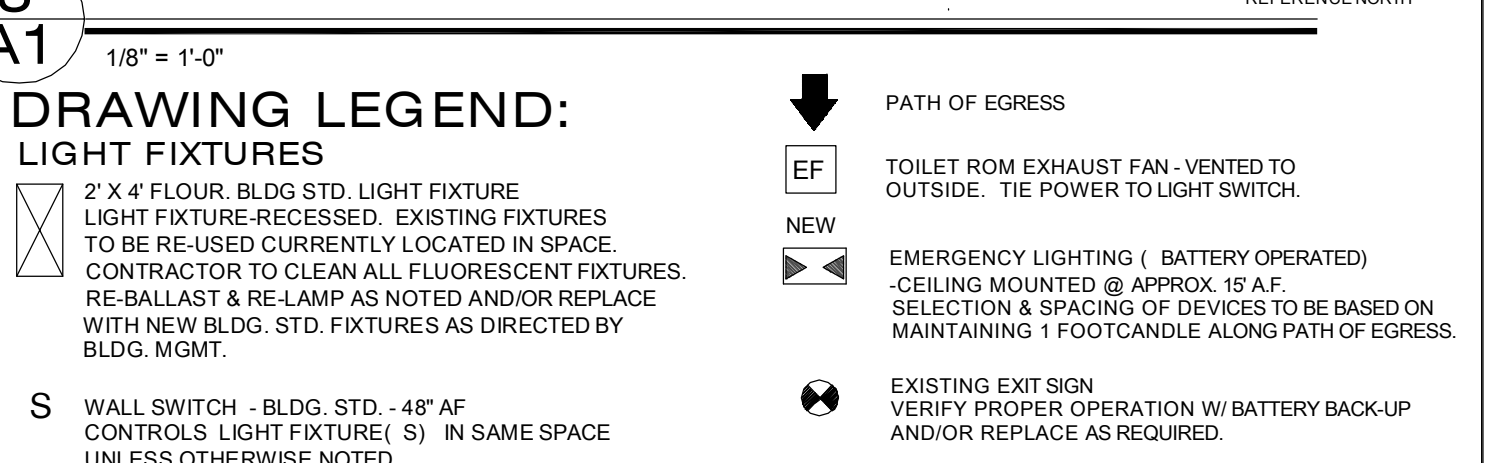 A1
1/8" = 1'-0"
DRAWING LEGEND:
LIGHT FIXTURES
2' X 4' FLOUR. BLDG STD. LIGHT FIXTURE
LIGHT FIXTURE-RECESSED. EXISTING FIXTURES
TO BE RE-USED CURRENTLY LOCATED IN SPACE.
CONTRACTOR TO CLEAN ALL FLUORESCENT FIXTURES.
RE-BALLAST & RE-LAMP AS NOTED AND/OR REPLACE
WITH NEW BLDG. STD. FIXTURES AS DIRECTED BY
BLDG. MGMT.
S
WALL SWITCH - BLDG. STD. - 48" AF
CONTROLS LIGHT FIXTURE( S) IN SAME SPACE
UNLESS OTHERWISE NOTED
REFERENCE NORTH
PATH OF EGRESS
EF
TOILET ROM EXHAUST FAN - VENTED TO
OUTSIDE. TIE POWER TO LIGHT SWITCH.
NEW
EMERGENCY LIGHTING ( BATTERY OPERATED)
-CEILING MOUNTED @ APPROX. 15' A.F.
SELECTION & SPACING OF DEVICES TO BE BASED ON
MAINTAINING 1 FOOTCANDLE ALONG PATH OF EGRESS.
EXISTING EXIT SIGN
VERIFY PROPER OPERATION W/ BATTERY BACK-UP
AND/OR REPLACE AS REQUIRED.